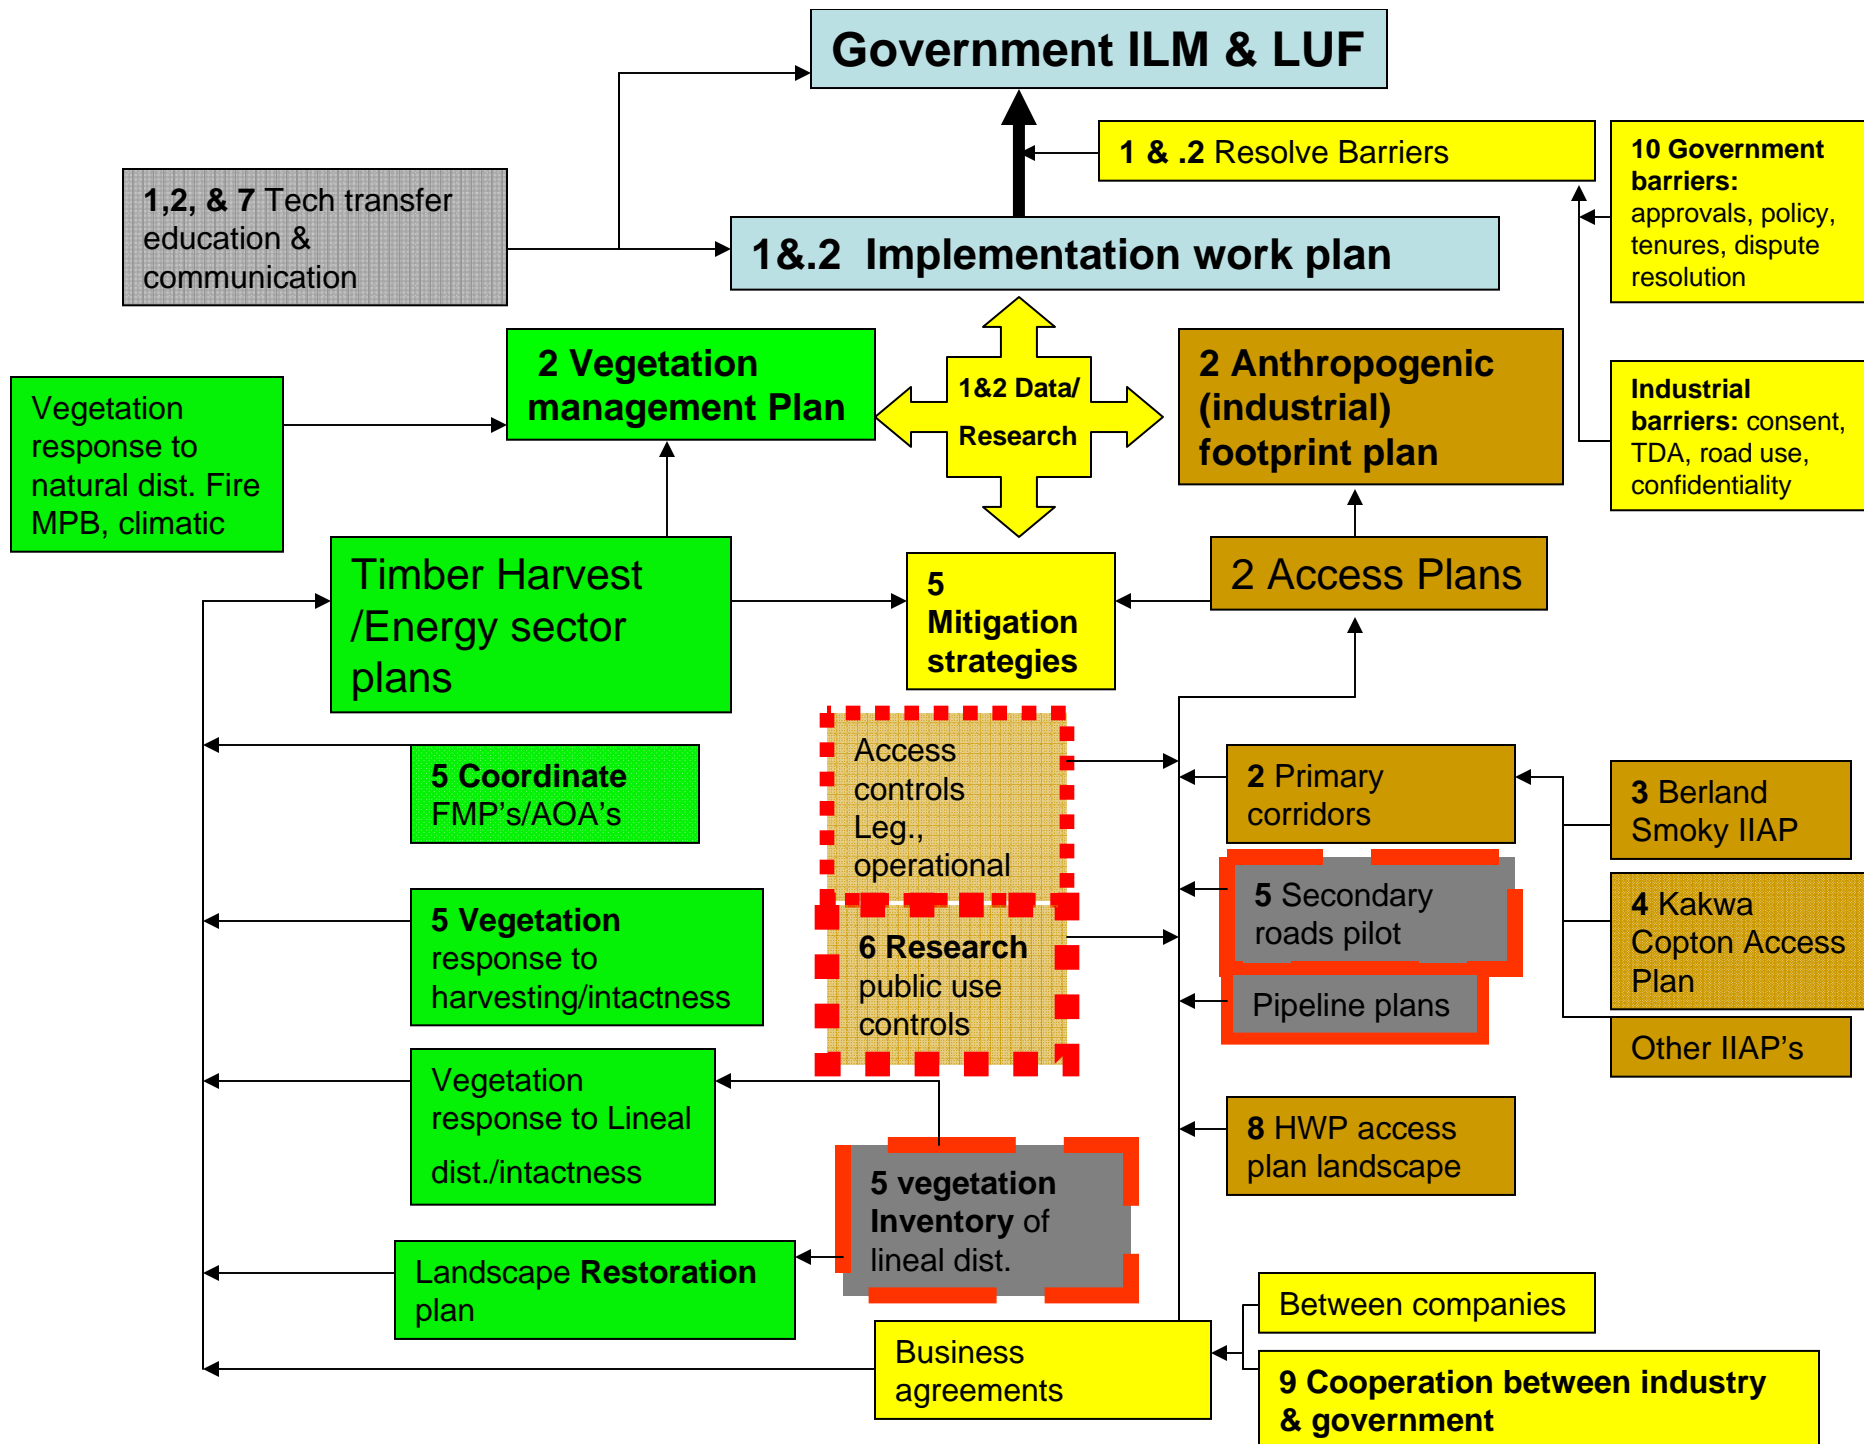 Government ILM & LUF
1 & .2 Resolve Barriers
10 Government
barriers:
approvals, policy,
tenures, dispute
resolution
1,2, & 7 Tech transfer
education &
communication
1&.2 Implementation work plan
2 Vegetation
management Plan
1&2 Data/
Research
2 Anthropogenic
(industrial)
footprint plan
Industrial
barriers: consent,
TDA, road use,
confidentiality
Vegetation
response to
natural dist. Fire
MPB, climatic
Timber Harvest
/Energy sector
plans
5
Mitigation
strategies
2 Access Plans
5 Coordinate
FMP's/AOA's
Access
controls
Leg.,
operational
2 Primary
corridors
3 Berland
Smoky IIAP
5 Vegetation
response to
harvesting/intactness
6 Research
public use
controls
5 Secondary
roads pilot
4 Kakwa
Copton Access
Plan
Pipeline plans
Other IIAP's
Vegetation
response to Lineal
dist./intactness
8 HWP access
plan landscape
5 vegetation
Inventory of
lineal dist.
Landscape Restoration
plan
Business
agreements
Between companies
9 Cooperation between industry
& government